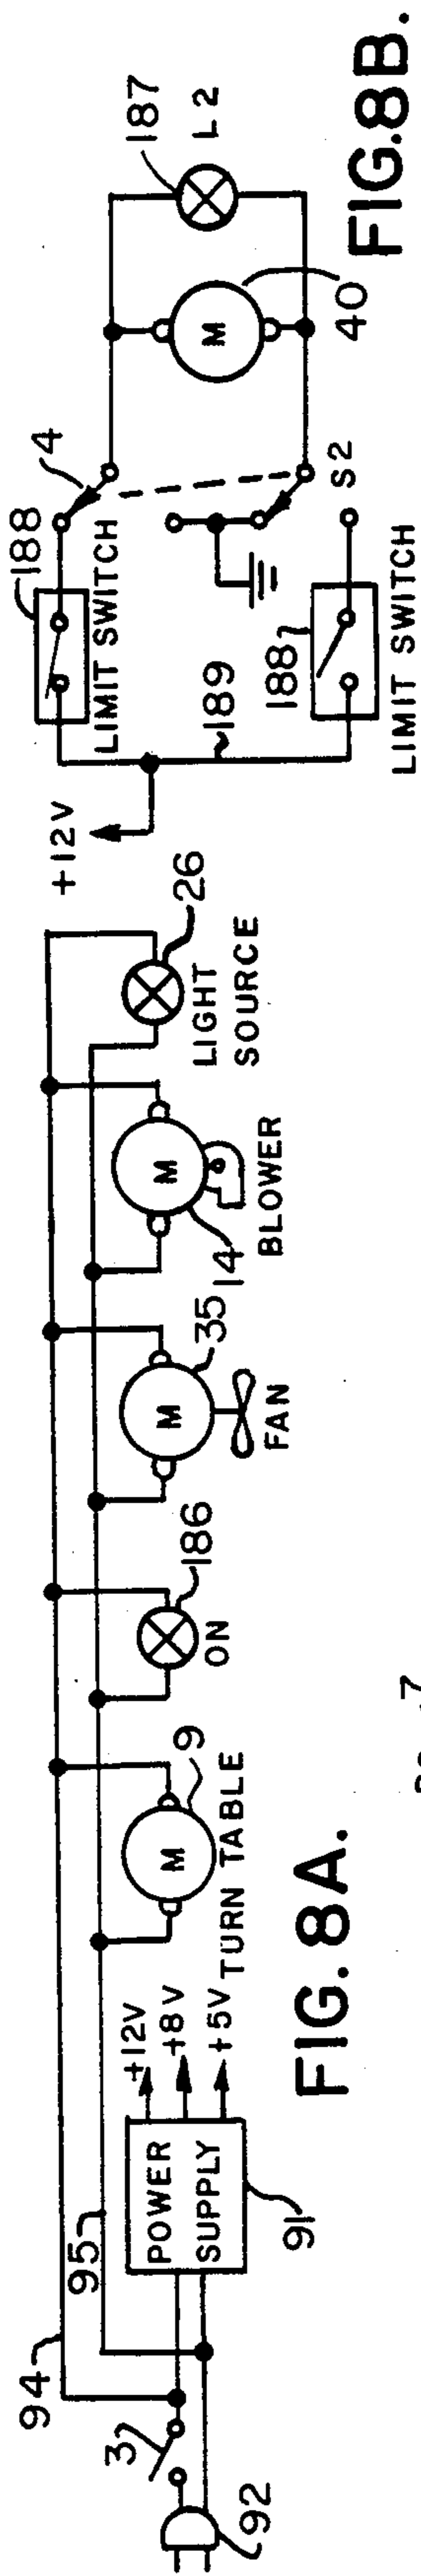 94
95
3
92
POWER
SUPPLY
91
+12V
+8V
+5V
M
9
TURN TABLE
186
ON
M
35
FAN
M
14
BLOWER
26
LIGHT
SOURCE
FIG. 8A.
+12V
188
LIMIT SWITCH
4
189
188
LIMIT SWITCH
S2
M
40
187
L2
FIG. 8B.